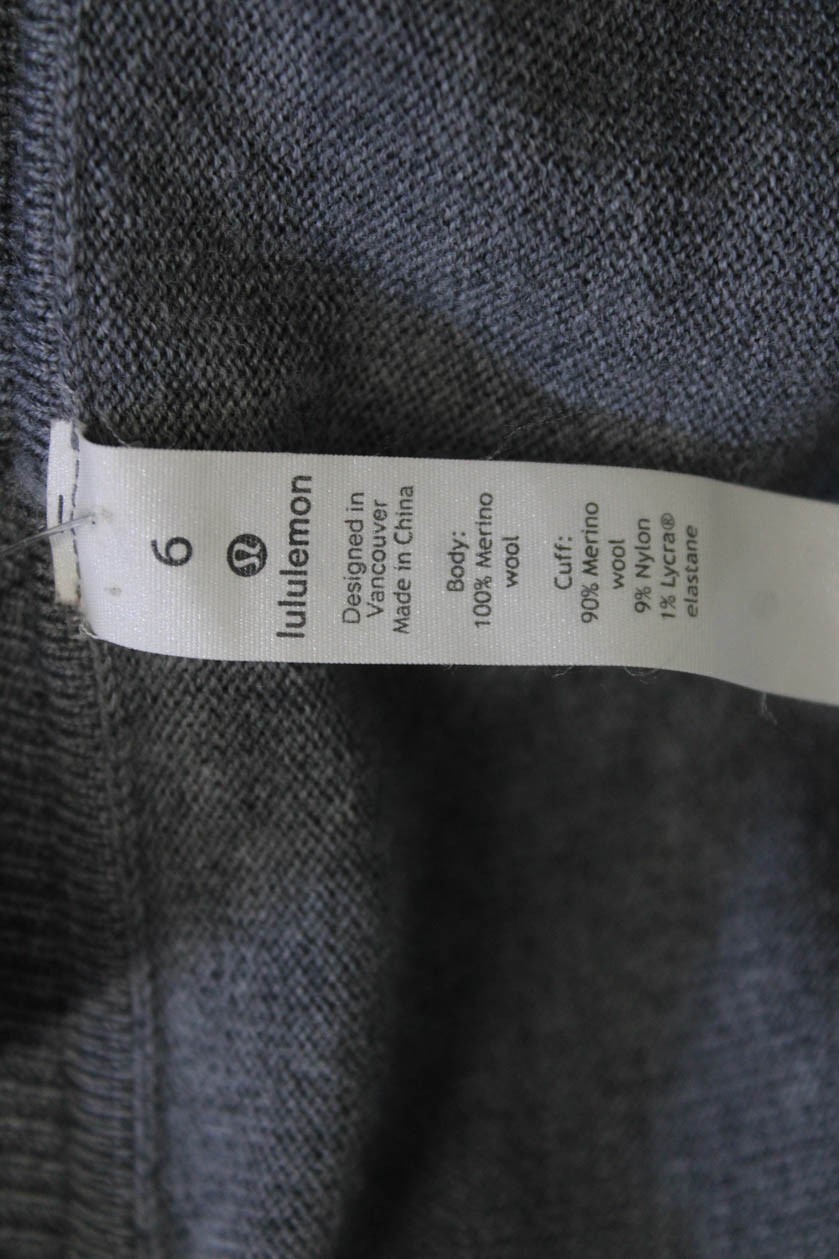 6
lululemon
Designed in
Vancouver
Made in China
Body:
100% Merino
wool
Cuff:
90% Merino
wool
9% Nylon
1% Lycra®
elastane